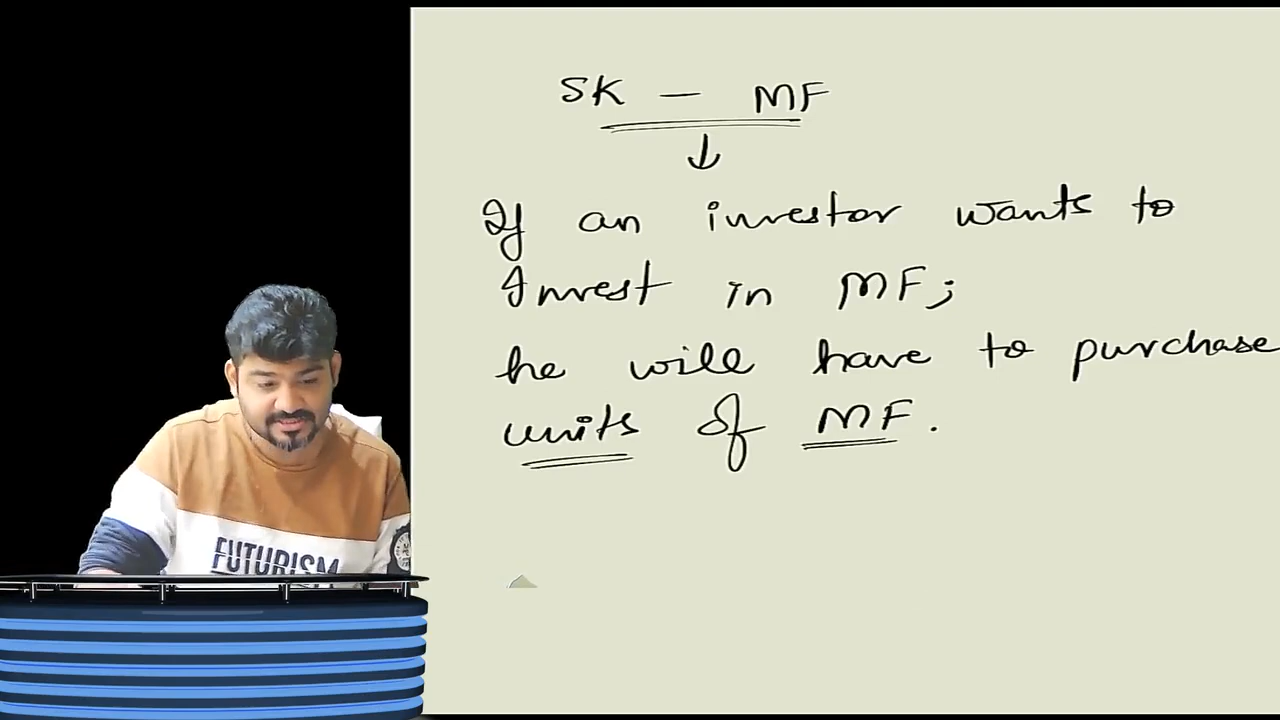 SK - MF
If an investor wants to
Invest in MF;
he will have to purchase
units of MF.
FUTURISM